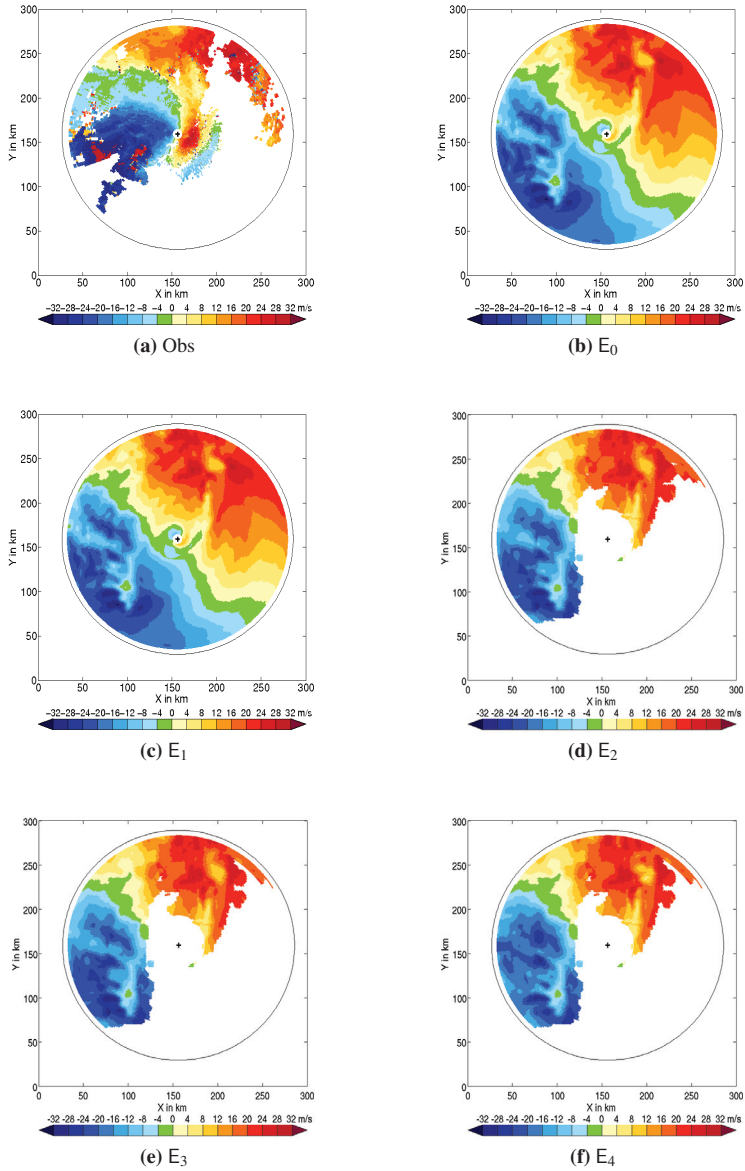 300 300
250 250
200 200
Y in km 150 Y in km 150
100 100
50 50
0 0
0 50 100 150 200 250 300 0 50 100 150 200 250 300
X in km X in km
−32−28−24−20−16−12 −8 −4 0 4 8 12 16 20 24 28 32 m/s −32−28−24−20−16−12 −8 −4 0 4 8 12 16 20 24 28 32 m/s
(a) Obs (b) E0
300 300
250 250
200 200
Y in km 150 Y in km 150
100 100
50 50
0 0
0 50 100 150 200 250 300 0 50 100 150 200 250 300
X in km X in km
−32−28−24−20−16−12 −8 −4 0 4 8 12 16 20 24 28 32 m/s -32 -28 -24 -20 -16 -12 -8 -4 0 4 8 12 16 20 24 28 32 m/s
(c) E1 (d) E2
300 300
250 250
200 200
Y in km 150 Y in km 150
100 100
50 50
0 0
0 50 100 150 200 250 300 0 50 100 150 200 250 300
X in km X in km
-32 -28 -24 -20 -16 -12 -8 -4 0 4 8 12 16 20 24 28 32 m/s -32 -28 -24 -20 -16 -12 -8 -4 0 4 8 12 16 20 24 28 32 m/s
(e) E3 (f) E4